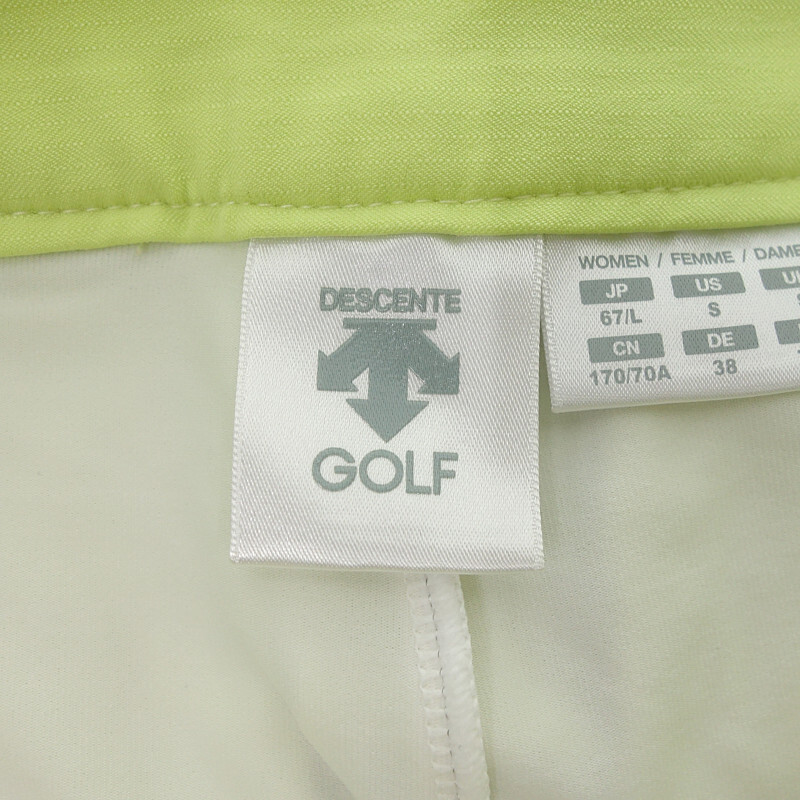 DESCENTE
GOLF
WOMEN / FEMME / DAME
JP US
67/L S
CN DE
170/70A 38